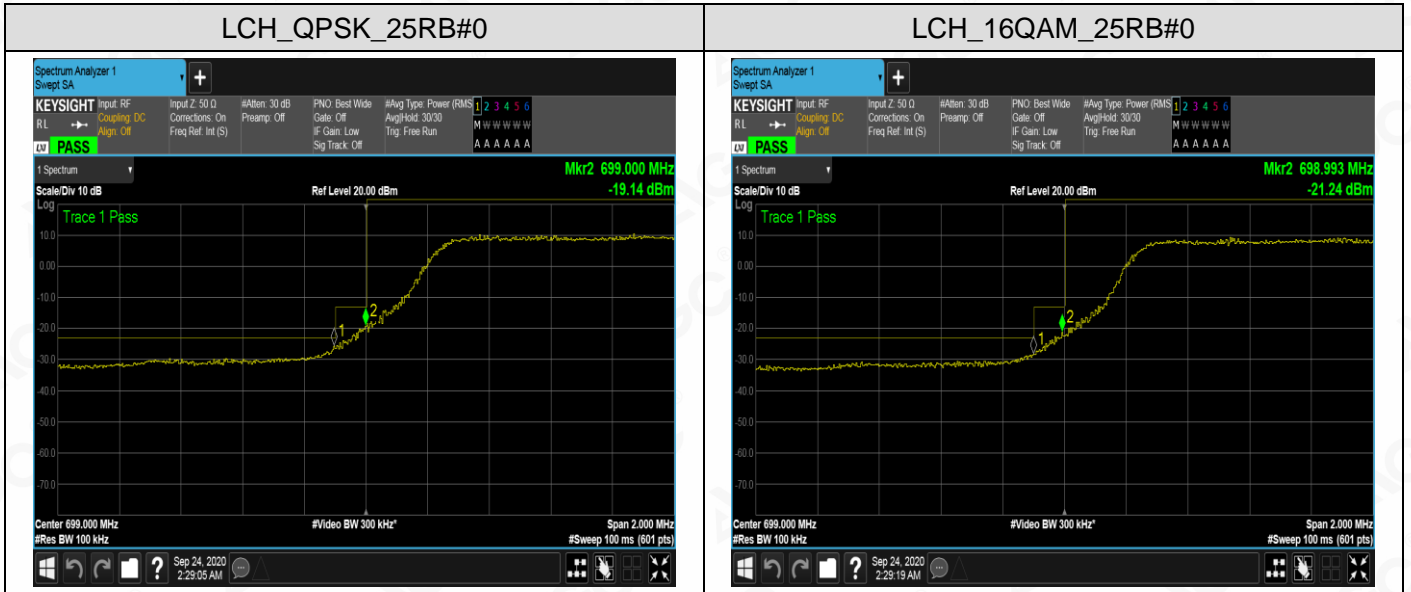 LCH_QPSK_25RB#0
Spectrum Analyzer 1
Swept SA
+
KEYSIGHT
RL
LXI PASS
Input: RF
Coupling: DC
Align: Off
Input Z: 50 Ω
Corrections: On
Freq Ref: Int (S)
#Atten: 30 dB
Preamp: Off
PNO: Best Wide
Gate: Off
IF Gain: Low
Sig Track: Off
#Avg Type: Power (RMS
Avg|Hold: 30/30
Trig: Free Run
1 2 3 4 5 6
M W W W W W
A A A A A A
1 Spectrum
Mkr2 699.000 MHz
-19.14 dBm
Scale/Div 10 dB
Ref Level 20.00 dBm
Log
Trace 1 Pass
10.0
0.00
-10.0
-20.0
-30.0
-40.0
-50.0
-60.0
-70.0
1
2
Center 699.000 MHz
#Video BW 300 kHz*
Span 2.000 MHz
#Res BW 100 kHz
#Sweep 100 ms (601 pts)
?
Sep 24, 2020
2:29:05 AM
LCH_16QAM_25RB#0
Spectrum Analyzer 1
Swept SA
+
KEYSIGHT
RL
LXI PASS
Input: RF
Coupling: DC
Align: Off
Input Z: 50 Ω
Corrections: On
Freq Ref: Int (S)
#Atten: 30 dB
Preamp: Off
PNO: Best Wide
Gate: Off
IF Gain: Low
Sig Track: Off
#Avg Type: Power (RMS
Avg|Hold: 30/30
Trig: Free Run
1 2 3 4 5 6
M W W W W W
A A A A A A
1 Spectrum
Mkr2 698.993 MHz
-21.24 dBm
Scale/Div 10 dB
Ref Level 20.00 dBm
Log
Trace 1 Pass
10.0
0.00
-10.0
-20.0
-30.0
-40.0
-50.0
-60.0
-70.0
1
2
Center 699.000 MHz
#Video BW 300 kHz*
Span 2.000 MHz
#Res BW 100 kHz
#Sweep 100 ms (601 pts)
?
Sep 24, 2020
2:29:19 AM